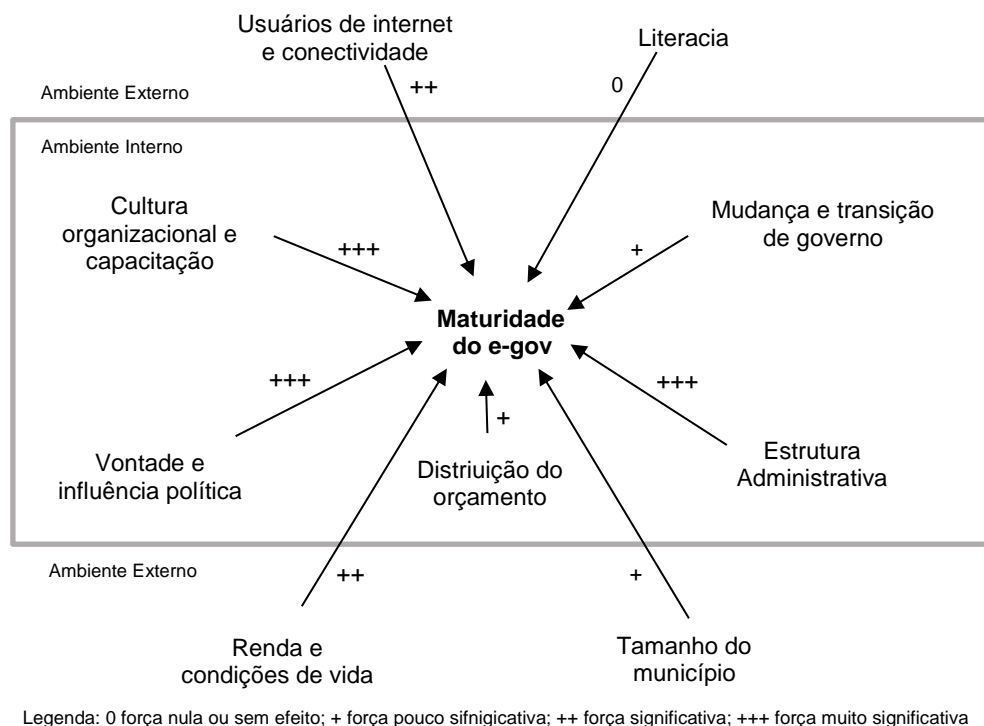 Usuários de internet
e conectividade
Literacia
++
0
Ambiente Externo
Ambiente Interno
Cultura
organizacional e
capacitação
+++
Mudança e transição
de governo
+
Maturidade
do e-gov
+++
+++
Vontade e
influência política
+
Distriuição do
orçamento
Estrutura
Administrativa
Ambiente Externo
++
+
Renda e
condições de vida
Tamanho do
município
Legenda: 0 força nula ou sem efeito; + força pouco sifnigicativa; ++ força significativa; +++ força muito significativa